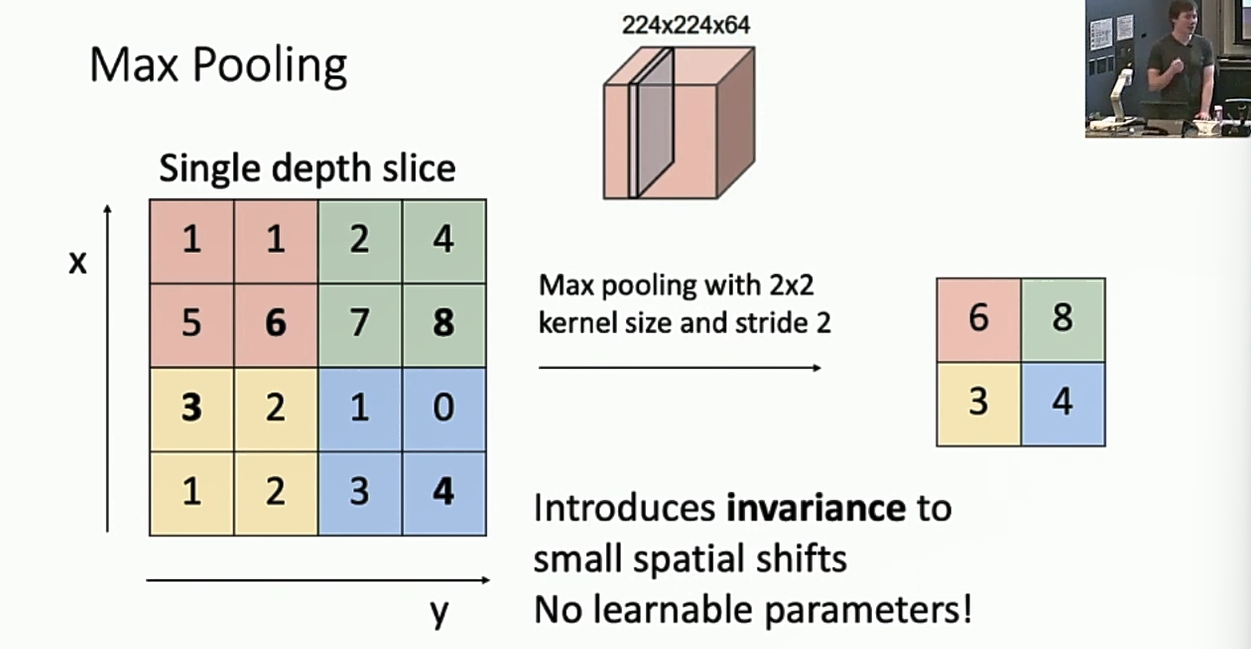 Max Pooling
224x224x64
Single depth slice
x
1 1 2 4
5 6 7 8
3 2 1 0
1 2 3 4
y
Max pooling with 2x2
kernel size and stride 2
6 8
3 4
Introduces invariance to
small spatial shifts
No learnable parameters!